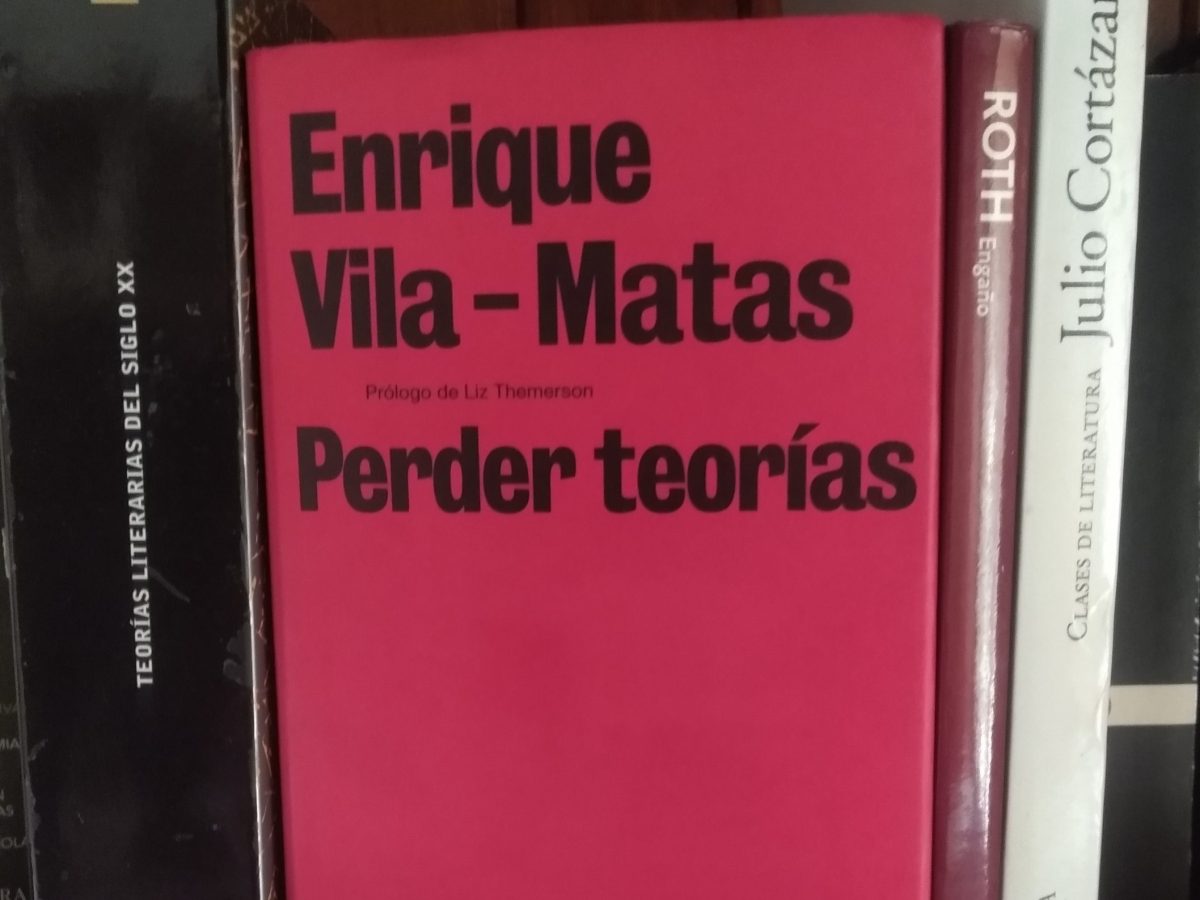 TEORÍAS LITERARIAS DEL SIGLO XX
Enrique
Vila-Matas
Prólogo de Liz Themerson
Perder teorías
ROTH Engaño
CLASES DE LITERATURA Julio Cortázar